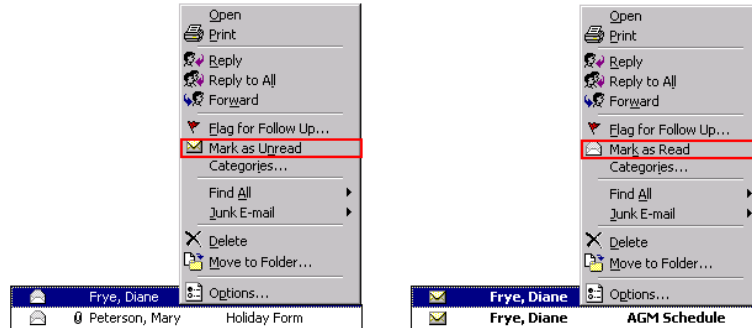 Open
Print
Reply
Reply to All
Forward
Flag for Follow Up...
Mark as Unread
Categories...
Find All
Junk E-mail
Delete
Move to Folder...
Options...
Frye, Diane
Peterson, Mary Holiday Form
Open
Print
Reply
Reply to All
Forward
Flag for Follow Up...
Mark as Read
Categories...
Find All
Junk E-mail
Delete
Move to Folder...
Options...
Frye, Diane
Frye, Diane AGM Schedule